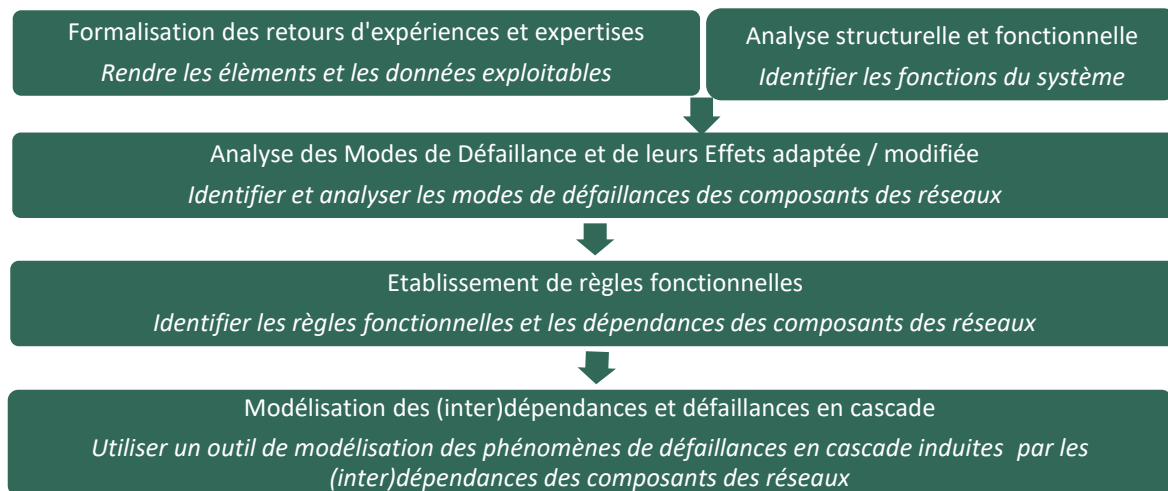 Formalisation des retours d'expériences et expertises
Rendre les élèments et les données exploitables
Analyse structurelle et fonctionnelle
Identifier les fonctions du système
Analyse des Modes de Défaillance et de leurs Effets adaptée / modifiée
Identifier et analyser les modes de défaillances des composants des réseaux
Etablissement de règles fonctionnelles
Identifier les règles fonctionnelles et les dépendances des composants des réseaux
Modélisation des (inter)dépendances et défaillances en cascade
Utiliser un outil de modélisation des phénomènes de défaillances en cascade induites par les
(inter)dépendances des composants des réseaux